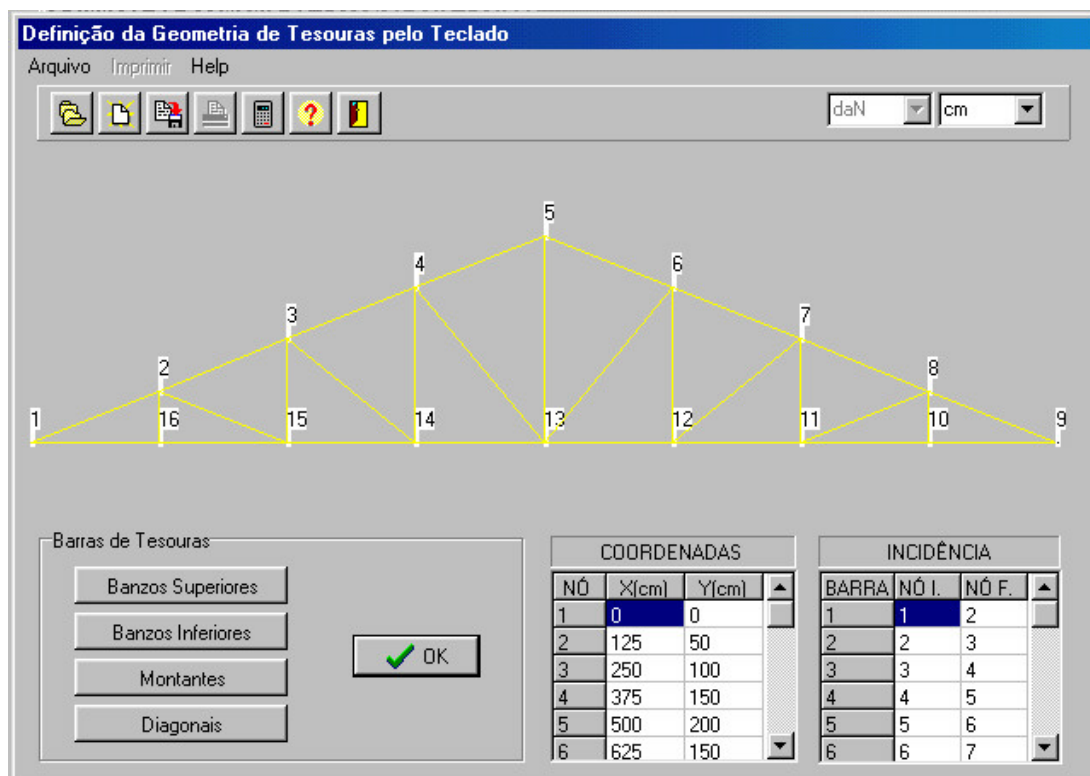 Definição da Geometria de Tesouras pelo Teclado
Arquivo Imprimir Help
daN cm
5
4 6
3 7
2 8
1 16 15 14 13 12 11 10 9
Barras de Tesouras
Banzos Superiores
Banzos Inferiores
Montantes
Diagonais
OK
COORDENADAS
NÓ X(cm) Y(cm)
1 0 0
2 125 50
3 250 100
4 375 150
5 500 200
6 625 150
INCIDÊNCIA
BARRA NÓ I. NÓ F.
1 1 2
2 2 3
3 3 4
4 4 5
5 5 6
6 6 7